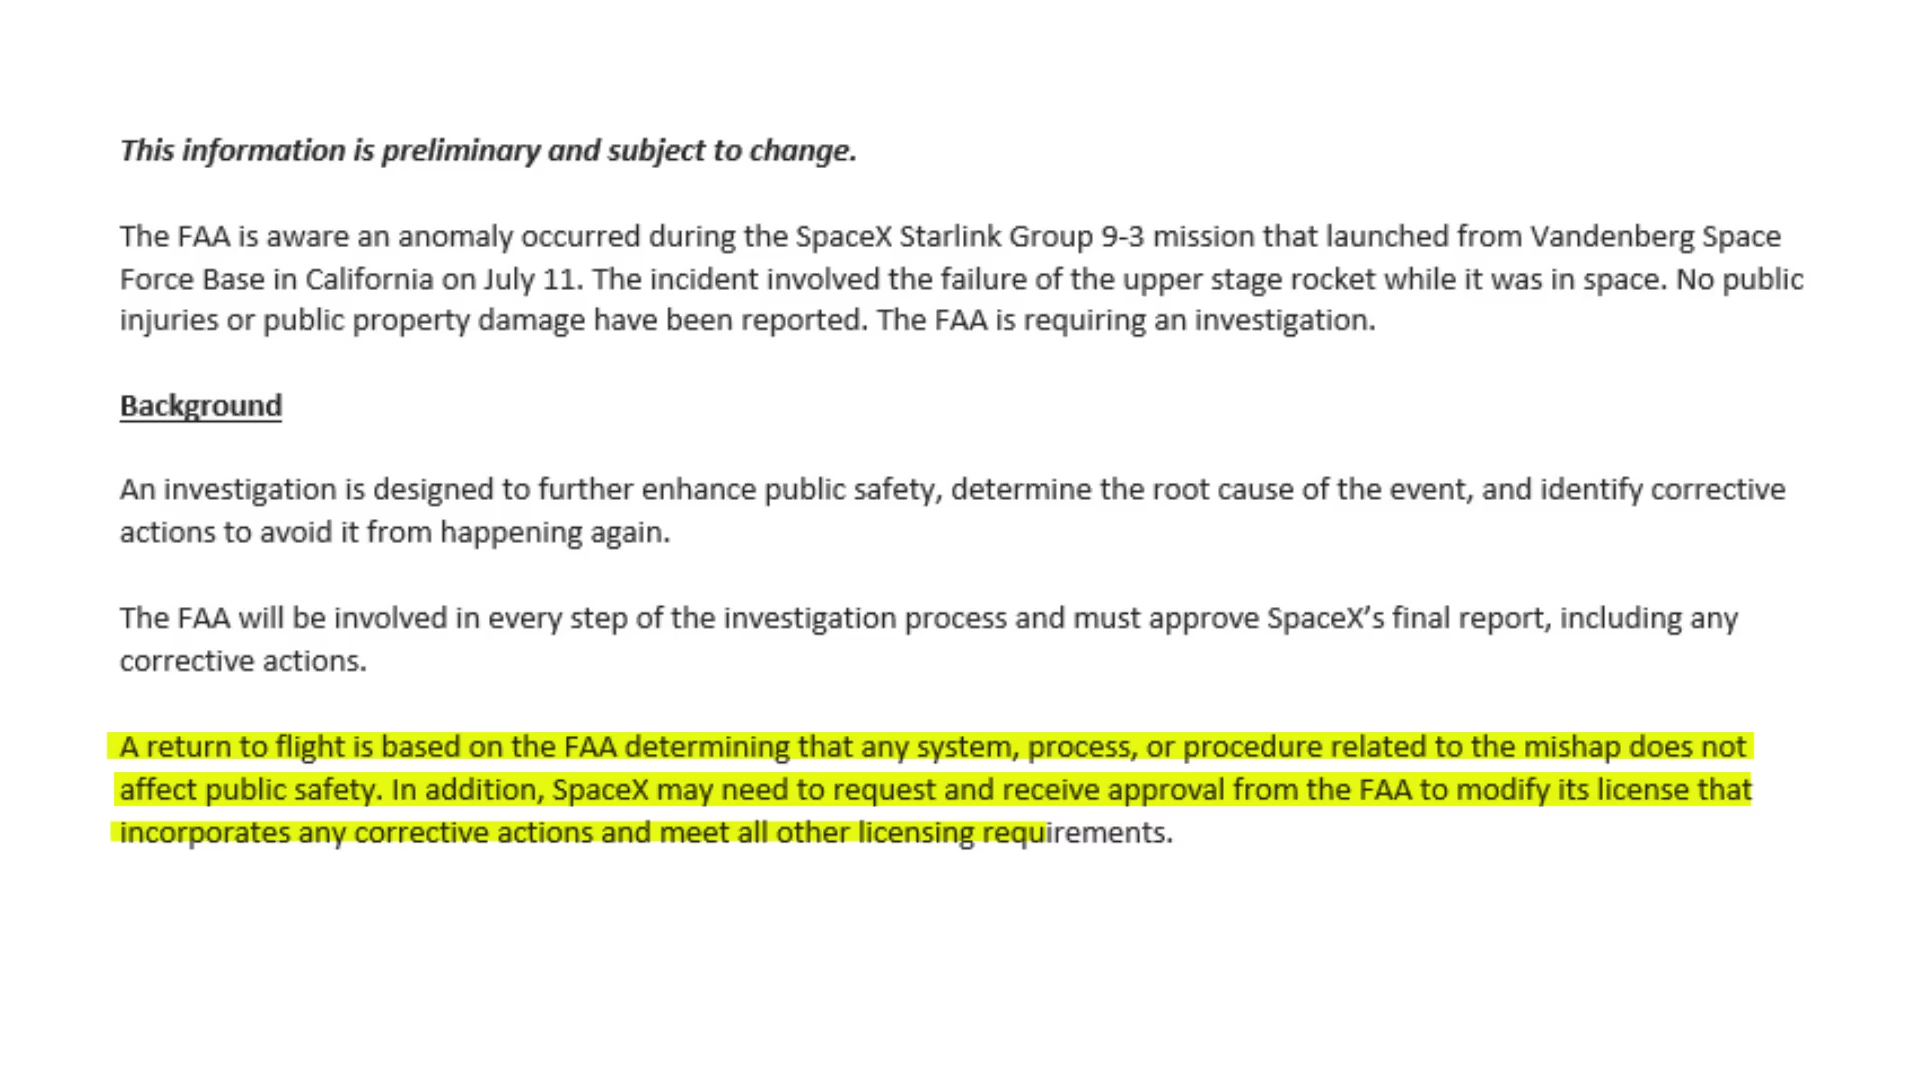 This information is preliminary and subject to change.
The FAA is aware an anomaly occurred during the SpaceX Starlink Group 9-3 mission that launched from Vandenberg Space
Force Base in California on July 11. The incident involved the failure of the upper stage rocket while it was in space. No public
injuries or public property damage have been reported. The FAA is requiring an investigation.
Background
An investigation is designed to further enhance public safety, determine the root cause of the event, and identify corrective
actions to avoid it from happening again.
The FAA will be involved in every step of the investigation process and must approve SpaceX’s final report, including any
corrective actions.
A return to flight is based on the FAA determining that any system, process, or procedure related to the mishap does not
affect public safety. In addition, SpaceX may need to request and receive approval from the FAA to modify its license that
incorporates any corrective actions and meet all other licensing requirements.